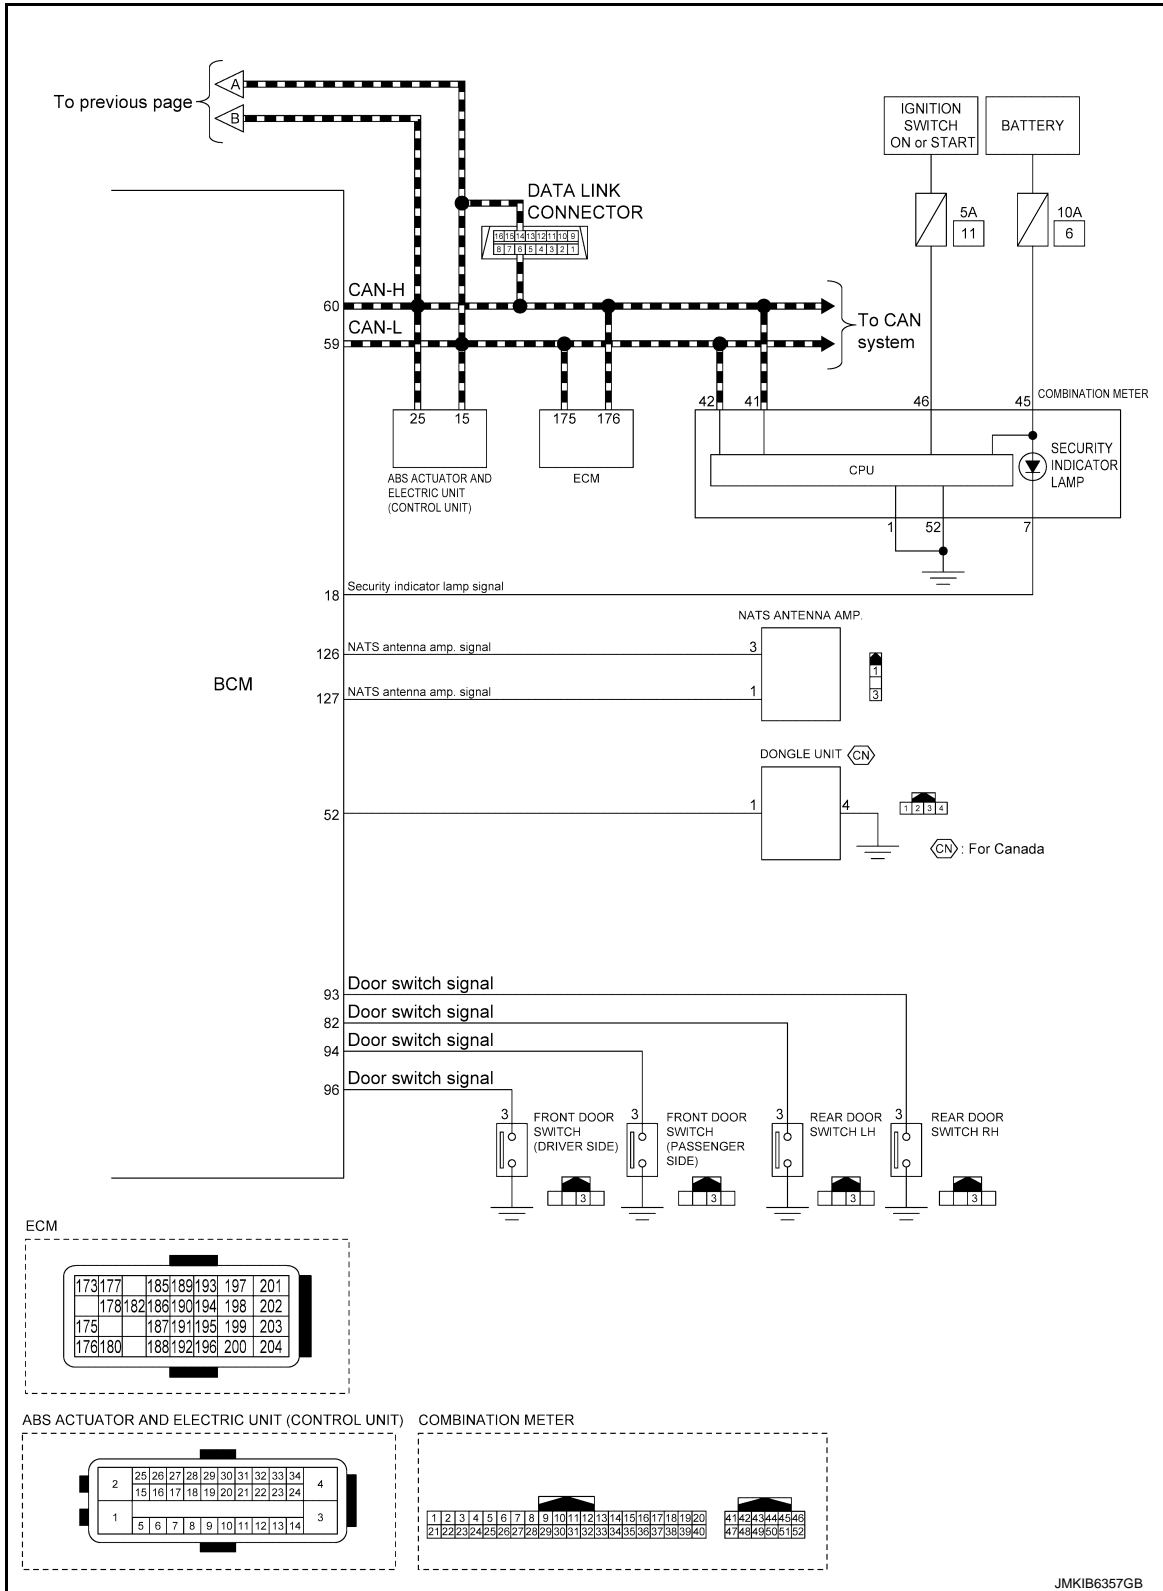 A
To previous page
B
IGNITION
SWITCH
ON or START
BATTERY
DATA LINK
CONNECTOR
16 15 14 13 12 11 10 9
8 7 6 5 4 3 2 1
5A
11
10A
6
60
CAN-H
59
CAN-L
To CAN
system
25 15
175 176
42 41 46 45
COMBINATION METER
CPU
SECURITY
INDICATOR
LAMP
ABS ACTUATOR AND
ELECTRIC UNIT
(CONTROL UNIT)
ECM
1 52 7
18
Security indicator lamp signal
NATS ANTENNA AMP.
126
NATS antenna amp. signal
3
1
3
BCM
127
NATS antenna amp. signal
1
DONGLE UNIT CN
52
1
4
1 2 3 4
CN : For Canada
93
Door switch signal
82
Door switch signal
94
Door switch signal
96
Door switch signal
3
FRONT DOOR
SWITCH
(DRIVER SIDE)
3
3
FRONT DOOR
SWITCH
(PASSENGER
SIDE)
3
3
REAR DOOR
SWITCH LH
3
3
REAR DOOR
SWITCH RH
3
ECM
173 177 185 189 193 197 201
178 182 186 190 194 198 202
175 187 191 195 199 203
176 180 188 192 196 200 204
ABS ACTUATOR AND ELECTRIC UNIT (CONTROL UNIT)
2
25 26 27 28 29 30 31 32 33 34
4
15 16 17 18 19 20 21 22 23 24
1
5 6 7 8 9 10 11 12 13 14
3
COMBINATION METER
1 2 3 4 5 6 7 8 9 10 11 12 13 14 15 16 17 18 19 20
21 22 23 24 25 26 27 28 29 30 31 32 33 34 35 36 37 38 39 40
41 42 43 44 45 46
47 48 49 50 51 52
JMKIB6357GB